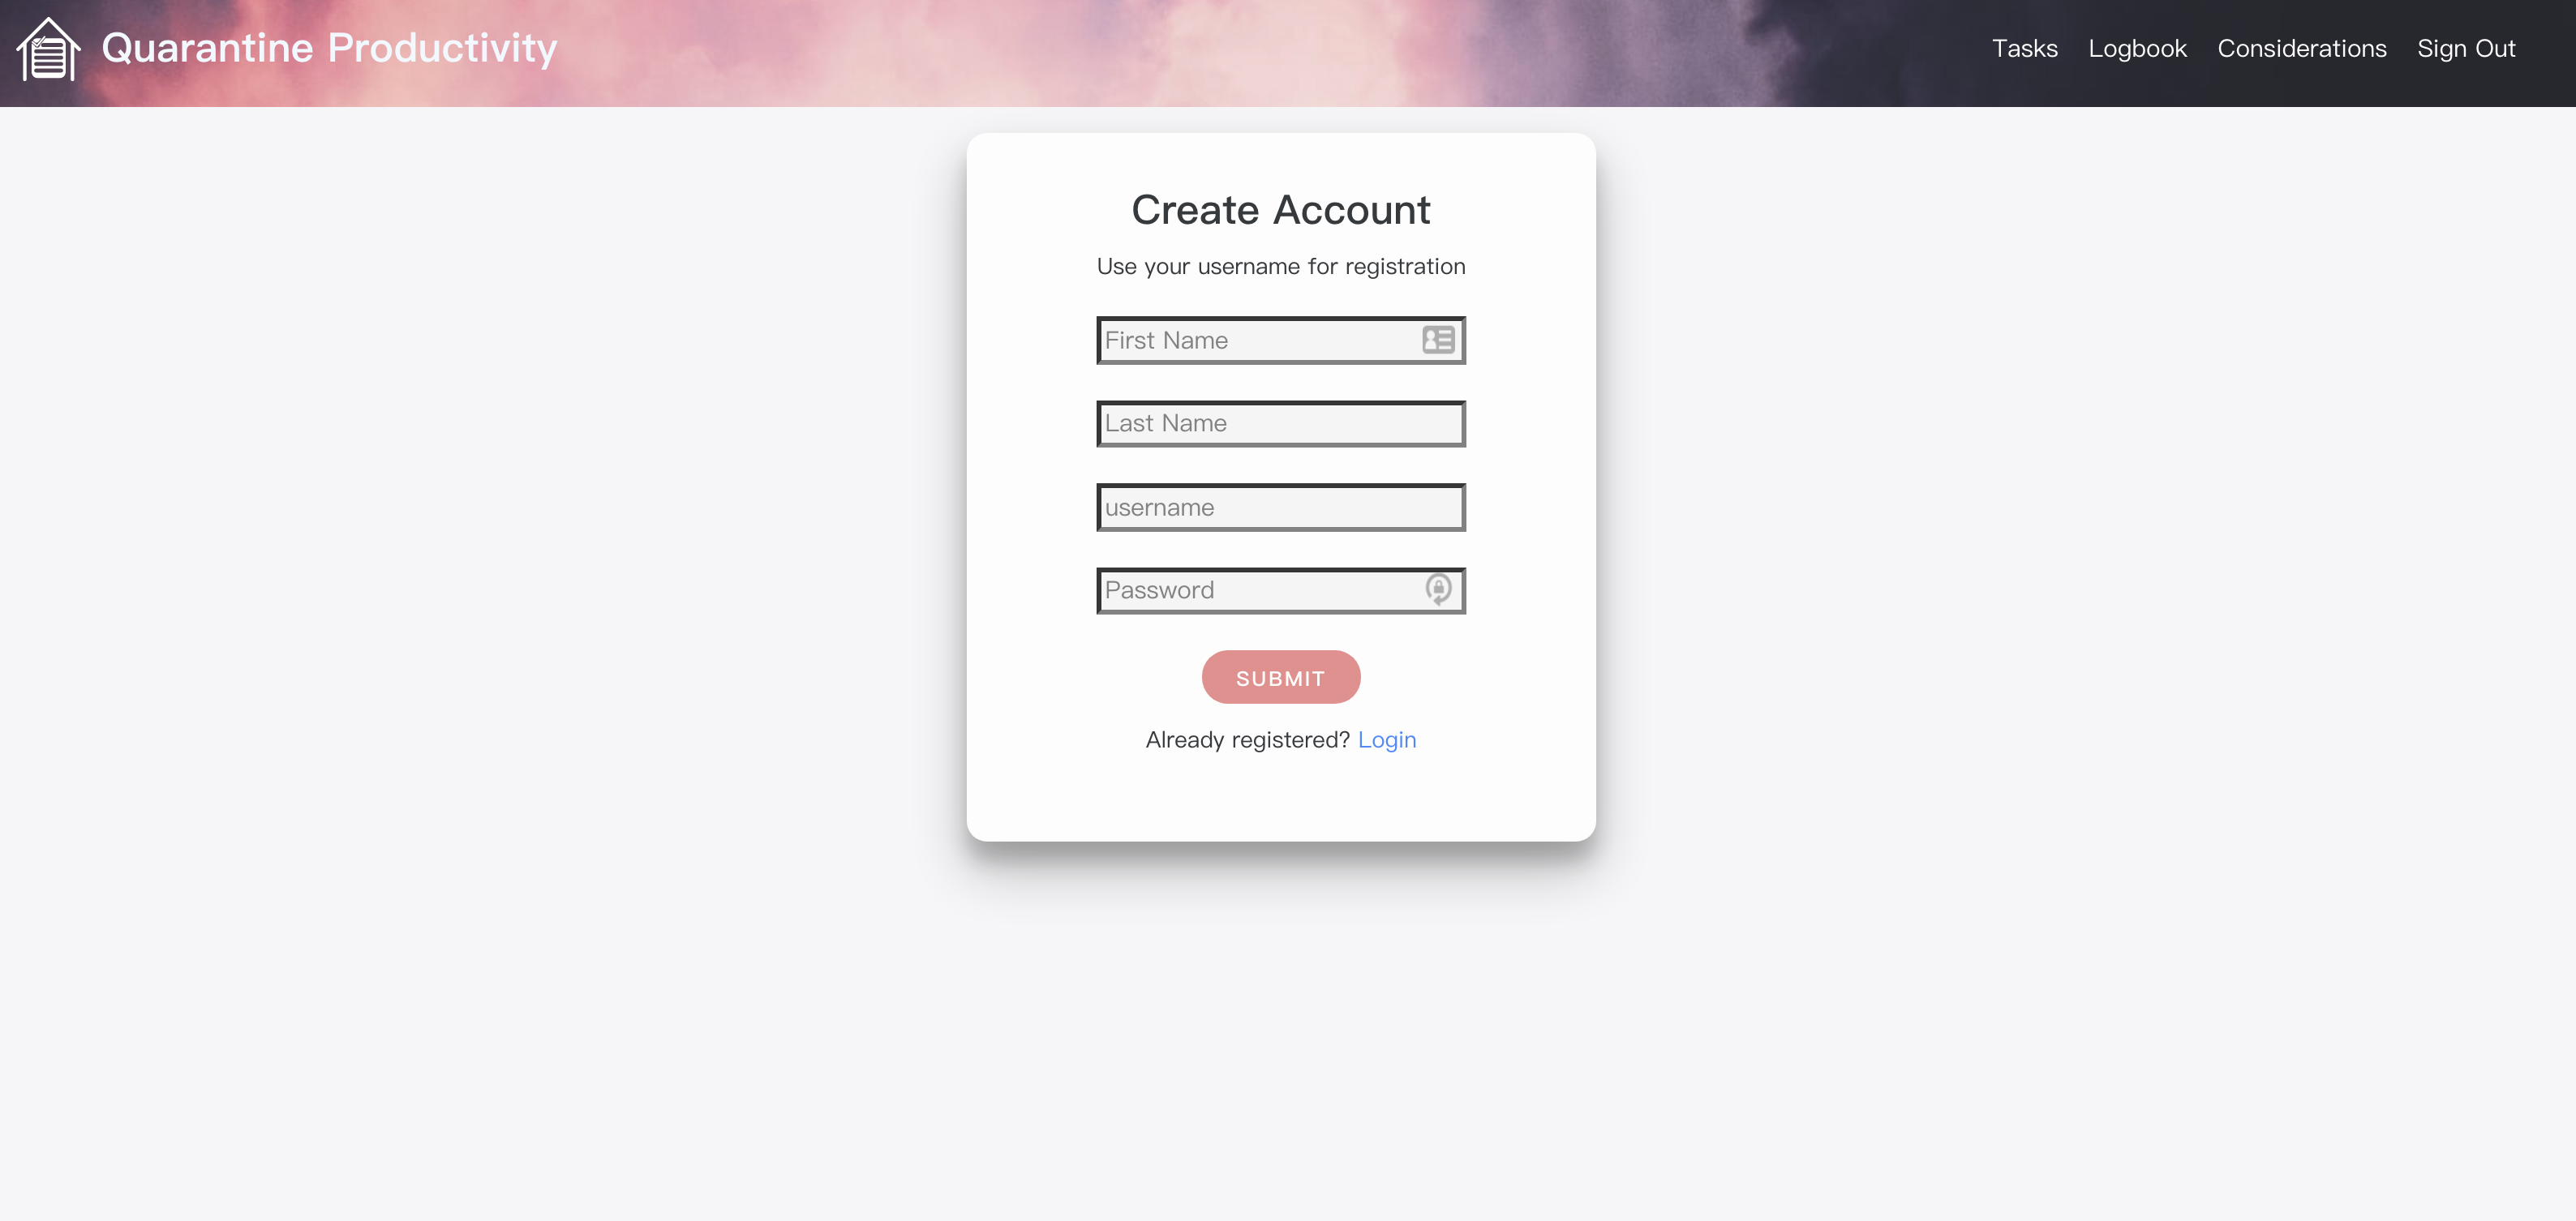 Quarantine Productivity
Tasks Logbook Considerations Sign Out
Create Account
Use your username for registration
First Name
Last Name
username
Password
SUBMIT
Already registered? Login